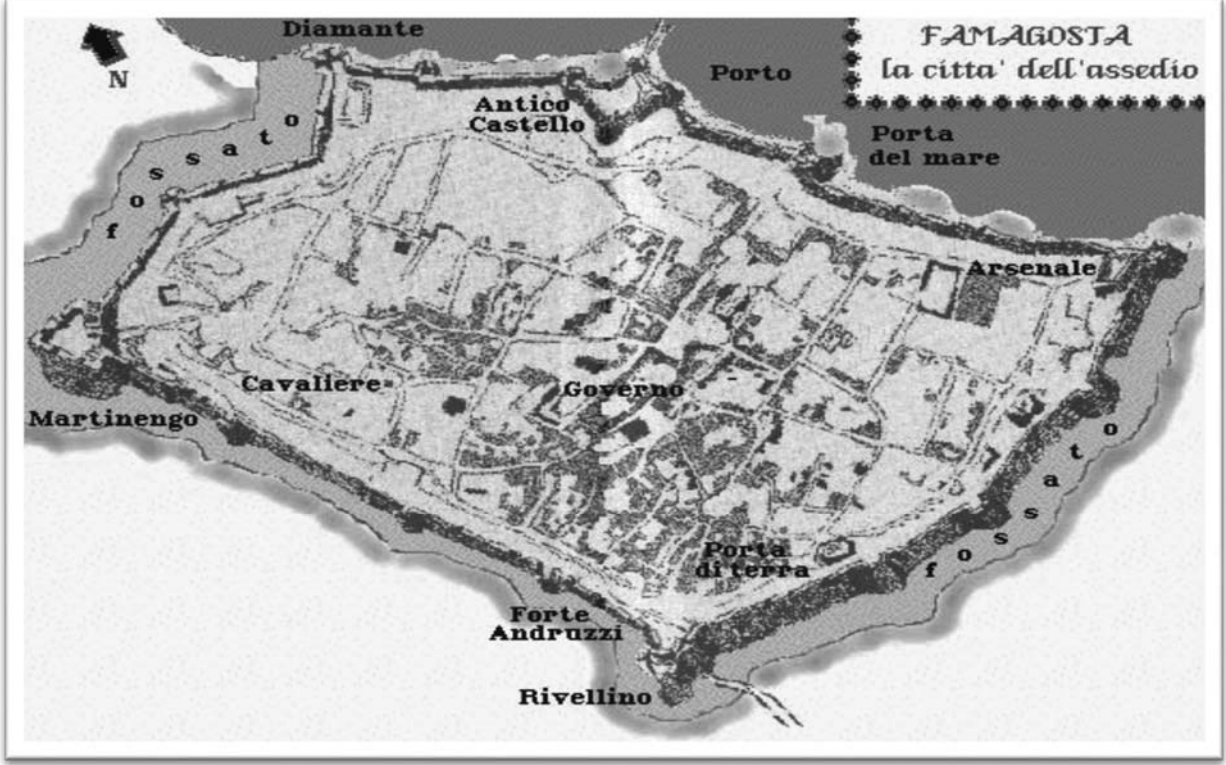 FAMAGOSTA
la citta' dell'assedio
N
Diamante
Porto
Antico
Castello
Porta
del mare
fossato
Arsenale
Cavaliere
Governo
Martinengo
fossato
Porta
di terra
Forte
Andruzzi
Rivellino